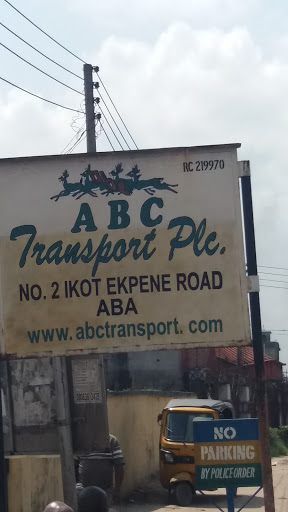 RC 219970
ABC
Transport Plc.
NO. 2 IKOT EKPENE ROAD
ABA
www.abctransport.com
NO
PARKING
BY POLICE ORDER